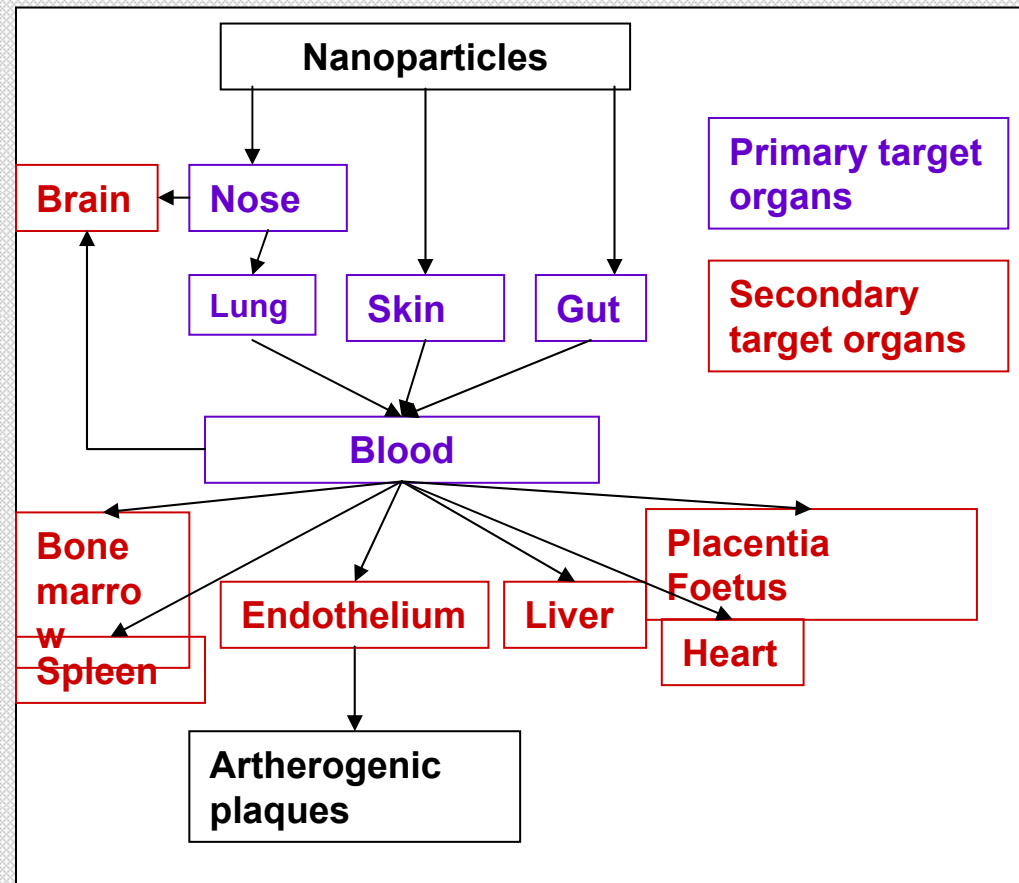 Nanoparticles
Primary target
organs
Brain
Nose
Lung
Skin
Gut
Secondary
target organs
Blood
Bone
marro
w
Spleen
Endothelium
Liver
Placentia
Foetus
Heart
Artherogenic
plaques